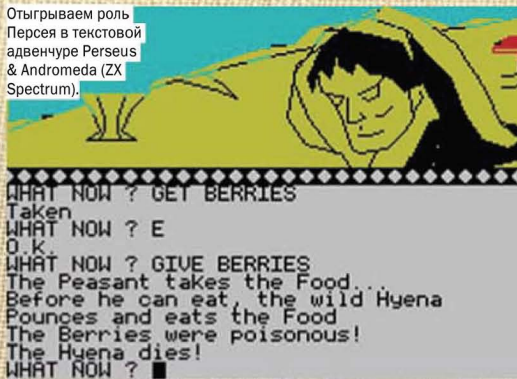 Отыгрываем роль
Персея в текстовой
адвенчуре Perseus
& Andromeda (ZX
Spectrum).
WHAT NOW ? GET BERRIES
Taken
WHAT NOW ? E
O.K.
WHAT NOW ? GIVE BERRIES
The Peasant takes the Food...
Before he can eat, the wild Hyena
Pounces and eats the Food
The Berries were poisonous!
The Hyena dies!
WHAT NOW ?